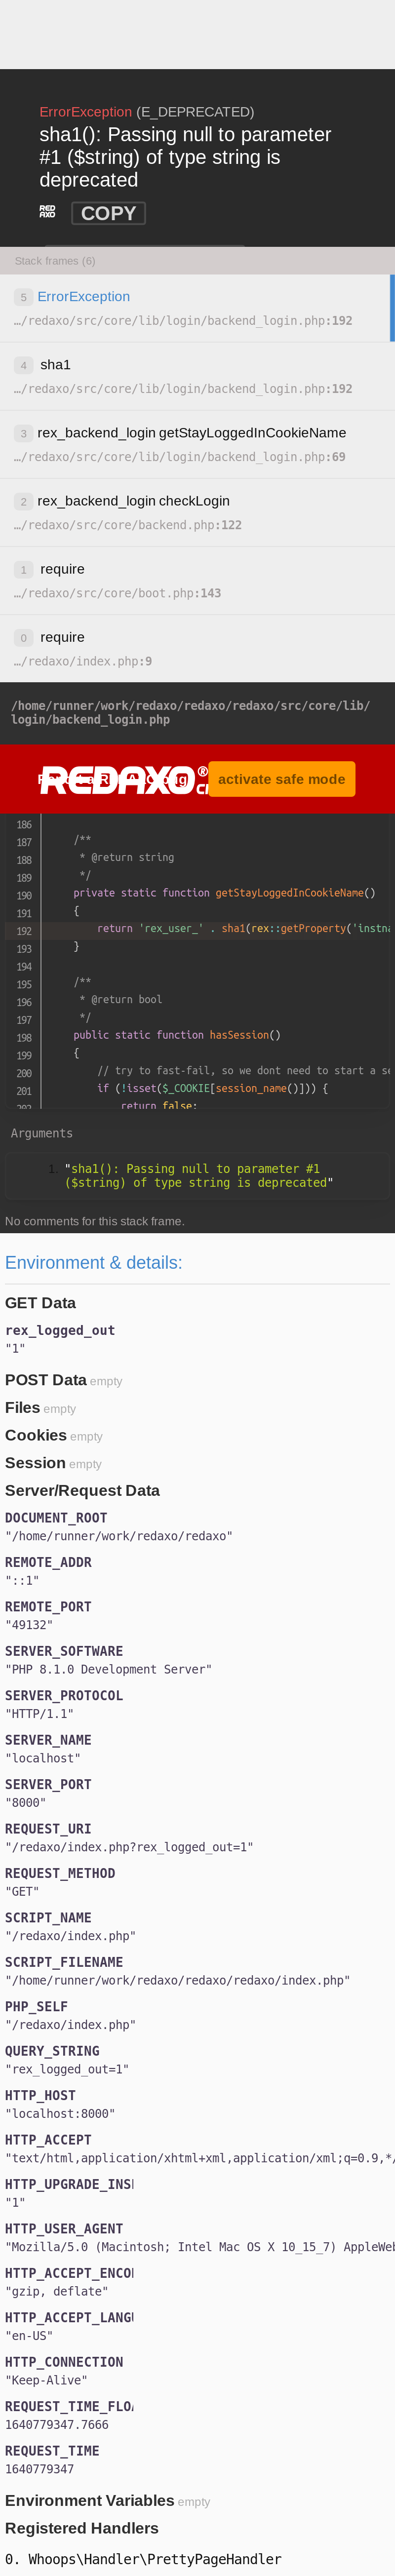 ErrorException (E_DEPRECATED)
sha1(): Passing null to parameter
#1 ($string) of type string is
deprecated
RED
AXO
COPY
Stack frames (6)
5 ErrorException
…/redaxo/src/core/lib/login/backend_login.php:192
4 sha1
…/redaxo/src/core/lib/login/backend_login.php:192
3 rex_backend_login getStayLoggedInCookieName
…/redaxo/src/core/lib/login/backend_login.php:69
2 rex_backend_login checkLogin
…/redaxo/src/core/backend.php:122
1 require
…/redaxo/src/core/boot.php:143
0 require
…/redaxo/index.php:9
/home/runner/work/redaxo/redaxo/redaxo/src/core/lib/
login/backend_login.php
REDAXO®
activate safe mode
186
187 /**
188 * @return string
189 */
190 private static function getStayLoggedInCookieName()
191 {
192 return 'rex_user_' . sha1(rex::getProperty('instna
193 }
194
195 /**
196 * @return bool
197 */
198 public static function hasSession()
199 {
200 // try to fast-fail, so we dont need to start a se
201 if (!isset($_COOKIE[session_name()])) {
202 return false;
Arguments
1. "sha1(): Passing null to parameter #1
($string) of type string is deprecated"
No comments for this stack frame.
Environment & details:
GET Data
rex_logged_out
"1"
POST Data empty
Files empty
Cookies empty
Session empty
Server/Request Data
DOCUMENT_ROOT
"/home/runner/work/redaxo/redaxo"
REMOTE_ADDR
"::1"
REMOTE_PORT
"49132"
SERVER_SOFTWARE
"PHP 8.1.0 Development Server"
SERVER_PROTOCOL
"HTTP/1.1"
SERVER_NAME
"localhost"
SERVER_PORT
"8000"
REQUEST_URI
"/redaxo/index.php?rex_logged_out=1"
REQUEST_METHOD
"GET"
SCRIPT_NAME
"/redaxo/index.php"
SCRIPT_FILENAME
"/home/runner/work/redaxo/redaxo/redaxo/index.php"
PHP_SELF
"/redaxo/index.php"
QUERY_STRING
"rex_logged_out=1"
HTTP_HOST
"localhost:8000"
HTTP_ACCEPT
"text/html,application/xhtml+xml,application/xml;q=0.9,*/
HTTP_UPGRADE_INS
"1"
HTTP_USER_AGENT
"Mozilla/5.0 (Macintosh; Intel Mac OS X 10_15_7) AppleWeb
HTTP_ACCEPT_ENCO
"gzip, deflate"
HTTP_ACCEPT_LANG
"en-US"
HTTP_CONNECTION
"Keep-Alive"
REQUEST_TIME_FLO
1640779347.7666
REQUEST_TIME
1640779347
Environment Variables empty
Registered Handlers
0. Whoops\Handler\PrettyPageHandler